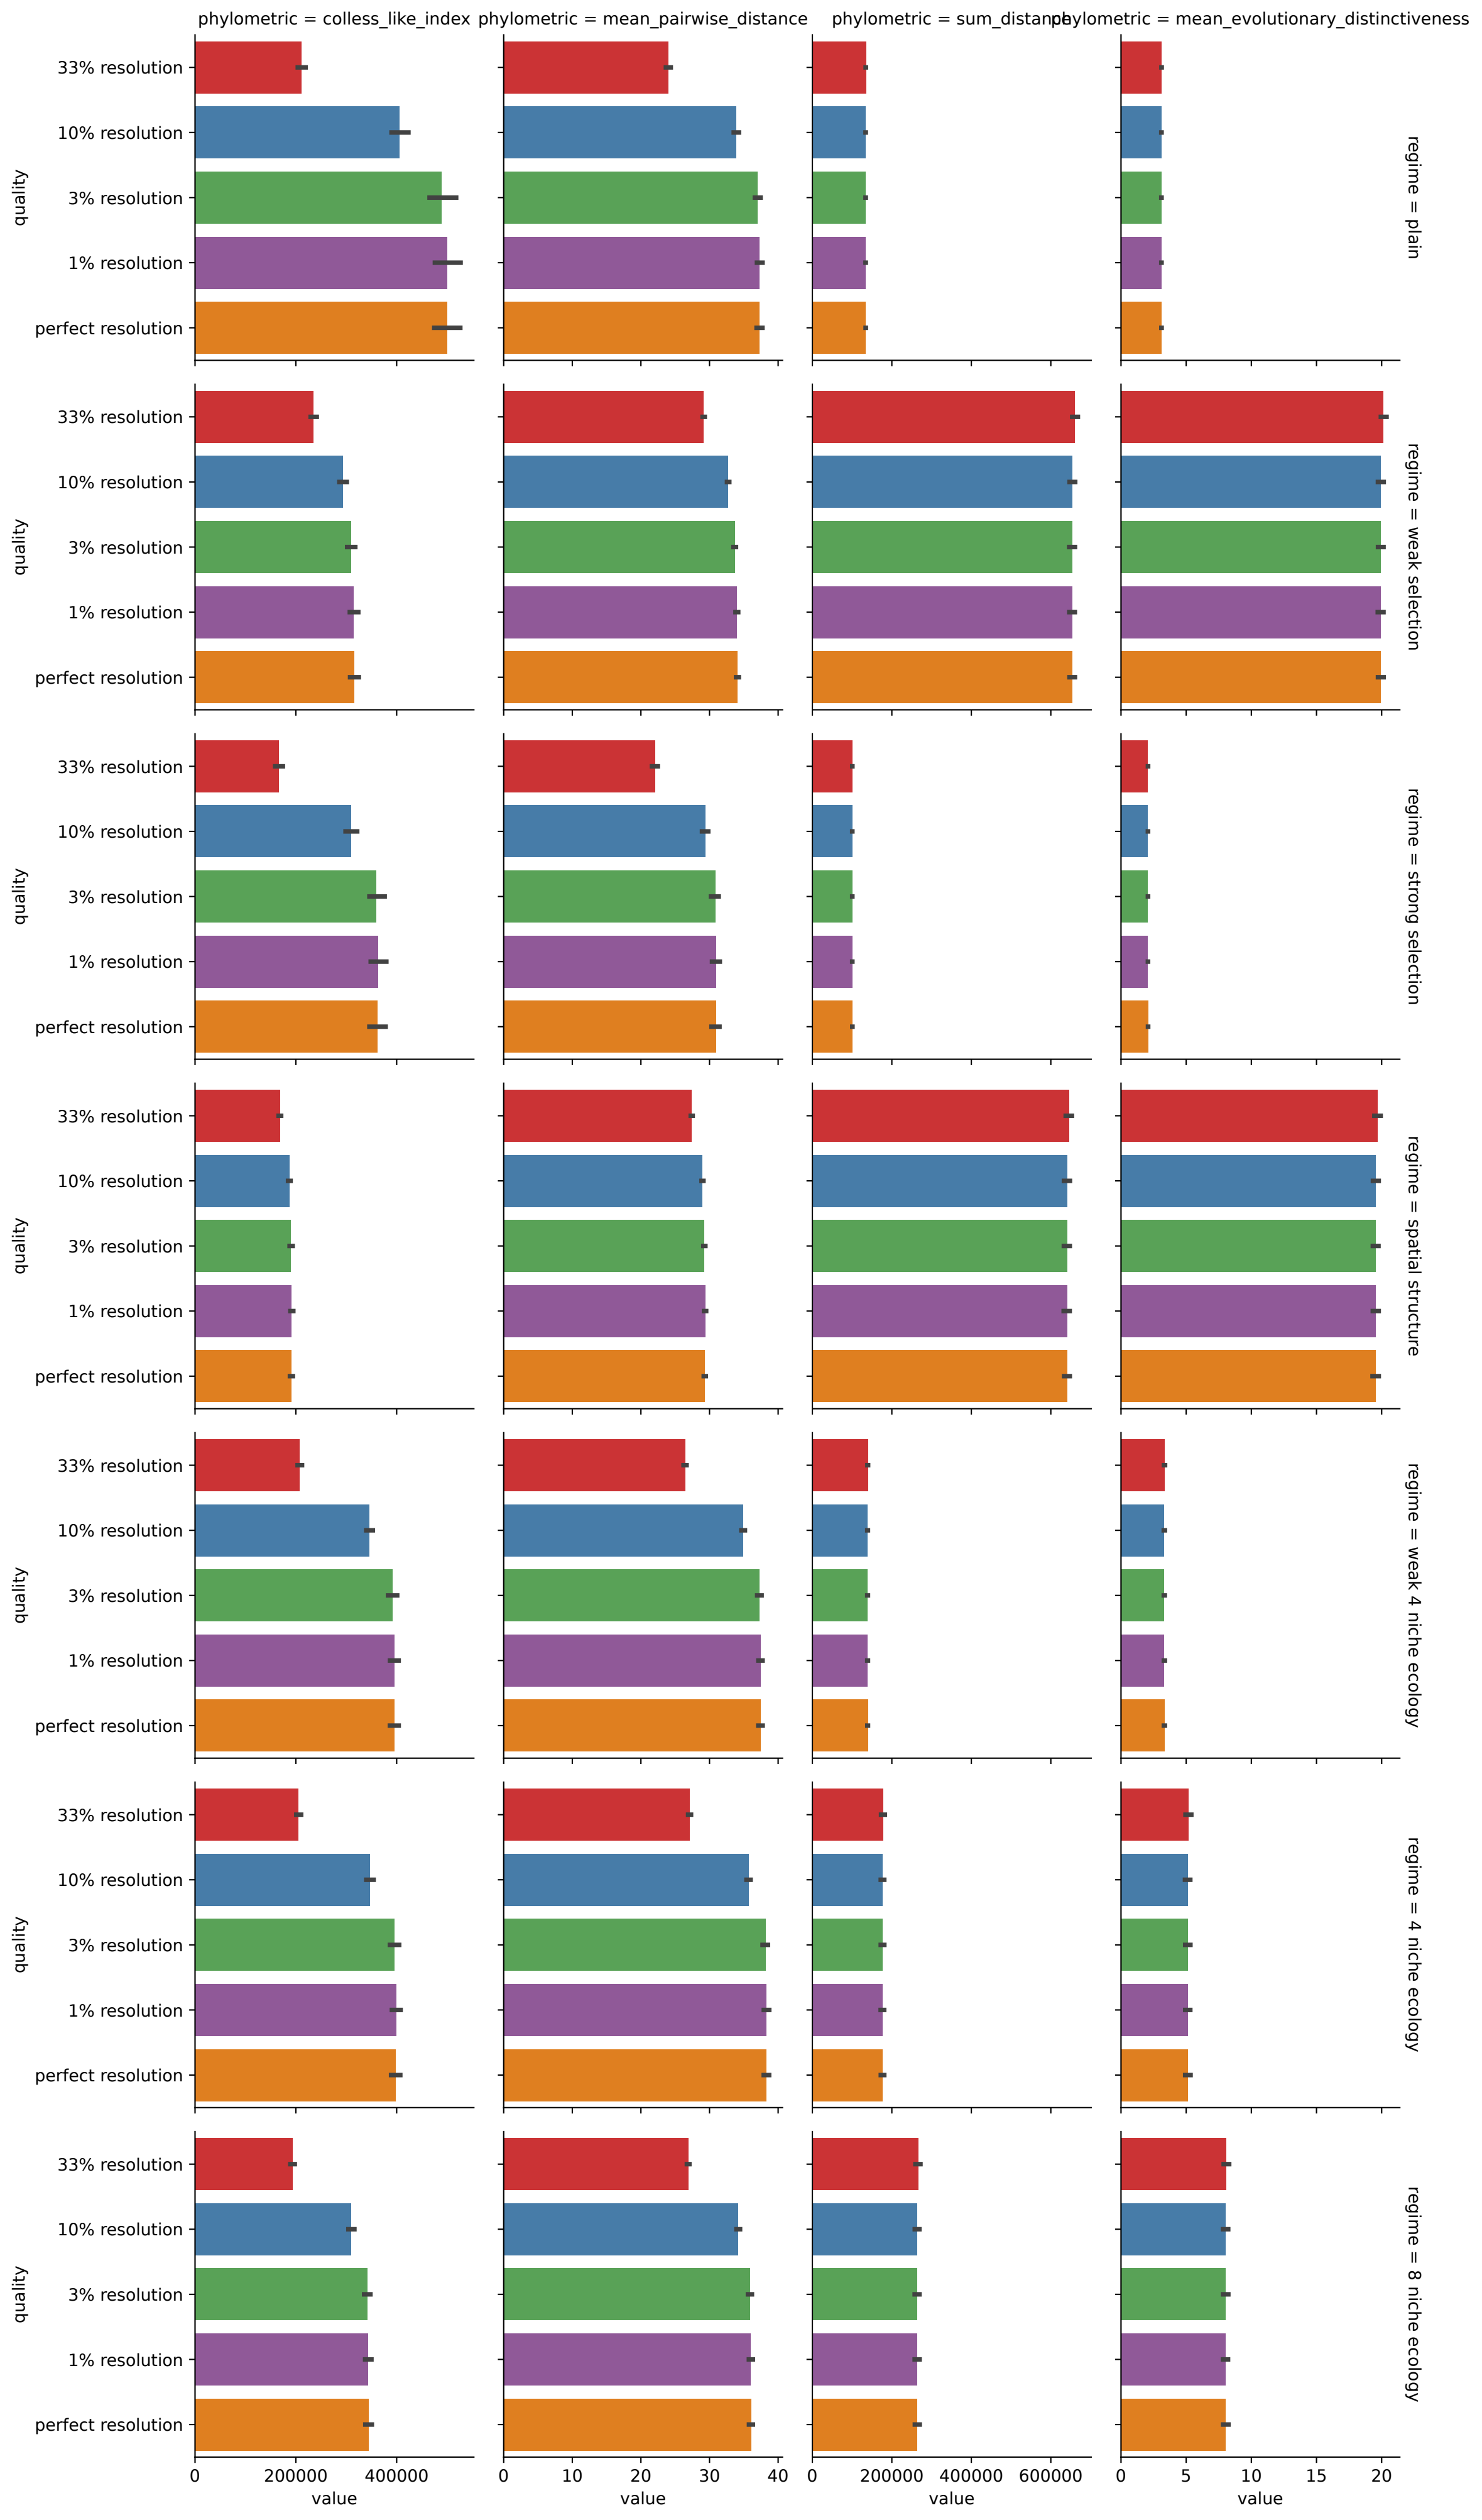 phylometric = colless_like_index
phylometric = mean_pairwise_distance
phylometric = sum_distance
phylometric = mean_evolutionary_distinctiveness
quality
33% resolution
10% resolution
3% resolution
1% resolution
perfect resolution
regime = plain
quality
33% resolution
10% resolution
3% resolution
1% resolution
perfect resolution
regime = weak selection
quality
33% resolution
10% resolution
3% resolution
1% resolution
perfect resolution
regime = strong selection
quality
33% resolution
10% resolution
3% resolution
1% resolution
perfect resolution
regime = spatial structure
quality
33% resolution
10% resolution
3% resolution
1% resolution
perfect resolution
regime = weak 4 niche ecology
quality
33% resolution
10% resolution
3% resolution
1% resolution
perfect resolution
regime = 4 niche ecology
quality
33% resolution
10% resolution
3% resolution
1% resolution
perfect resolution
regime = 8 niche ecology
0 200000 400000
0 10 20 30 40
0 200000 400000 600000
0 5 10 15 20
value
value
value
value